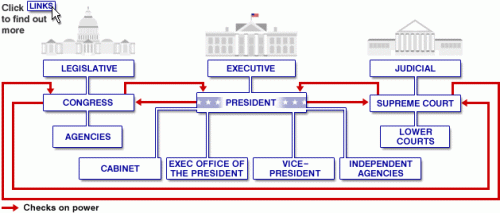 Click LINKS
to find out
more
LEGISLATIVE
EXECUTIVE
JUDICIAL
CONGRESS
PRESIDENT
SUPREME COURT
AGENCIES
LOWER
COURTS
CABINET
EXEC OFFICE OF
THE PRESIDENT
VICE–
PRESIDENT
INDEPENDENT
AGENCIES
Checks on power